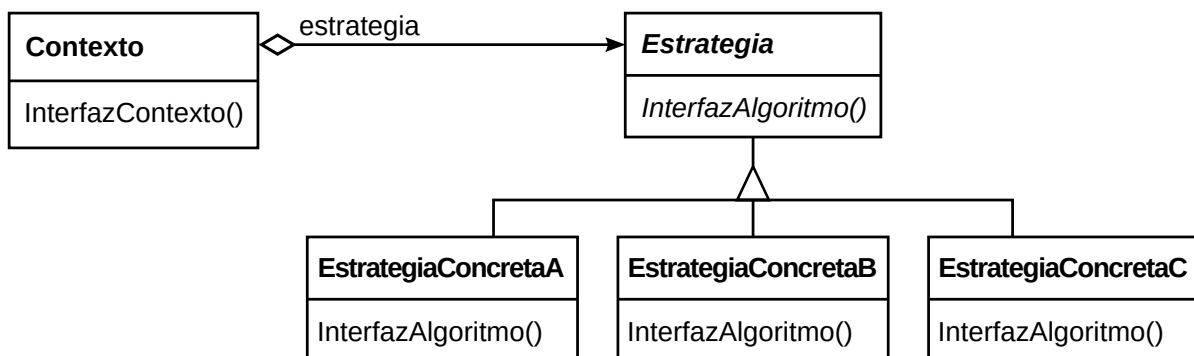 Contexto
InterfazContexto()
estrategia
Estrategia
InterfazAlgoritmo()
EstrategiaConcretaA
InterfazAlgoritmo()
EstrategiaConcretaB
InterfazAlgoritmo()
EstrategiaConcretaC
InterfazAlgoritmo()